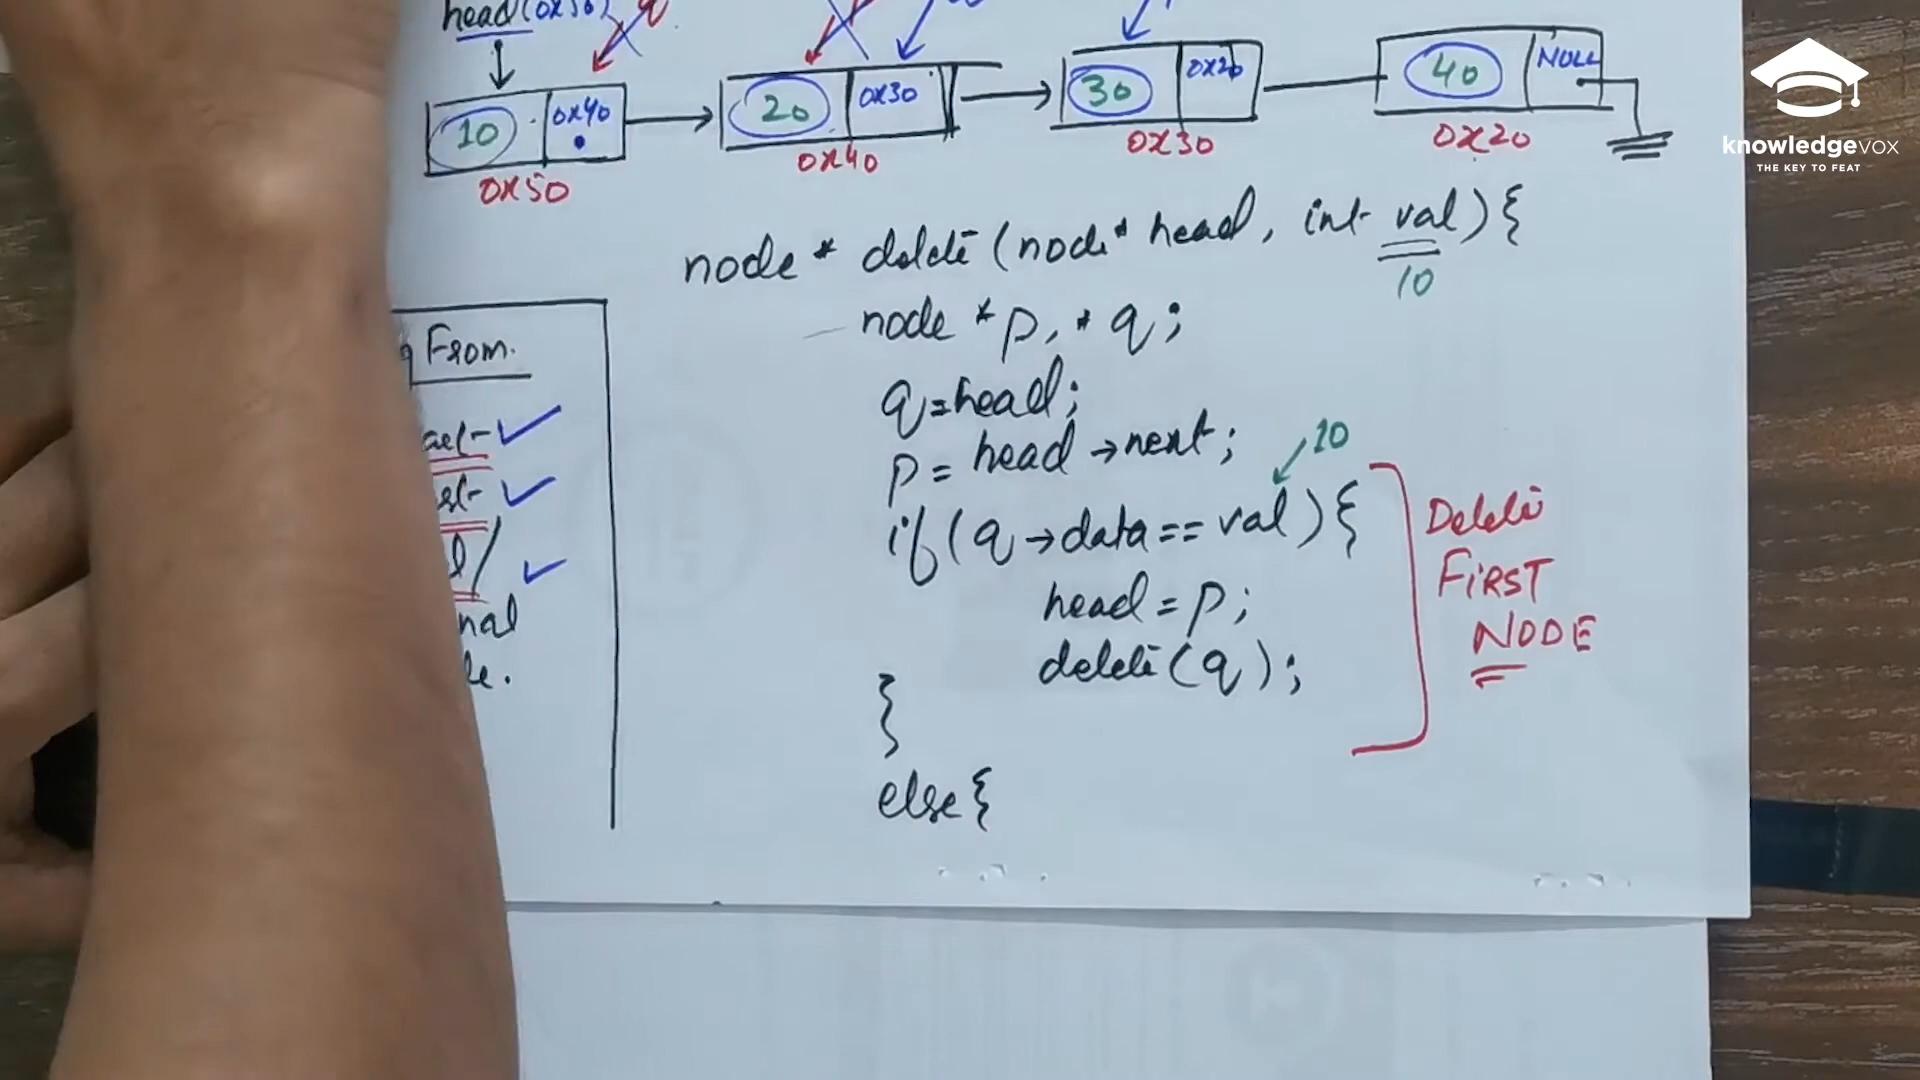 head (0x50) q
10 0x40 20 0x30 30 0x20 40 NULL
0x50 0x40 0x30 0x20
knowledgevox
THE KEY TO FEAT
node * delete (node* head, int val) {
10
node *p, *q;
q=head;
p = head →next;
10
if (q →data == val) {
head = p;
delete (q);
}
else {
Delete
FIRST
NODE
From.